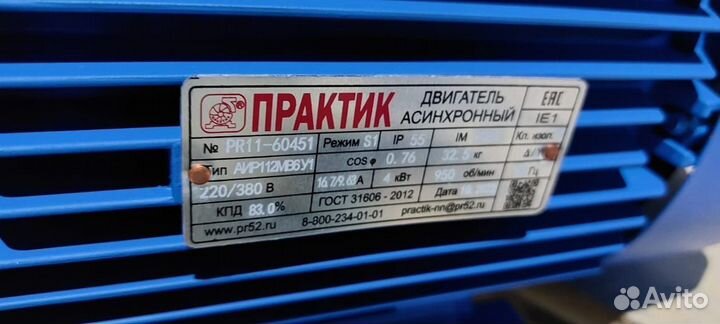 ПРАКТИК ДВИГАТЕЛЬ АСИНХРОННЫЙ EAC
IE1
№ PR11-60451 Режим S1 IP 55 IM Кл. изол.
Тип АИР112МВ6У1 COS φ 0.76 32.5 кг Δ/
220/380 В 16.7/9.63 А 4 кВт 950 об/мин Гц
КПД 83.0% ГОСТ 31606-2012 Дата
www.pr52.ru 8-800-234-01-01 practik-nn@pr52.ru
Avito